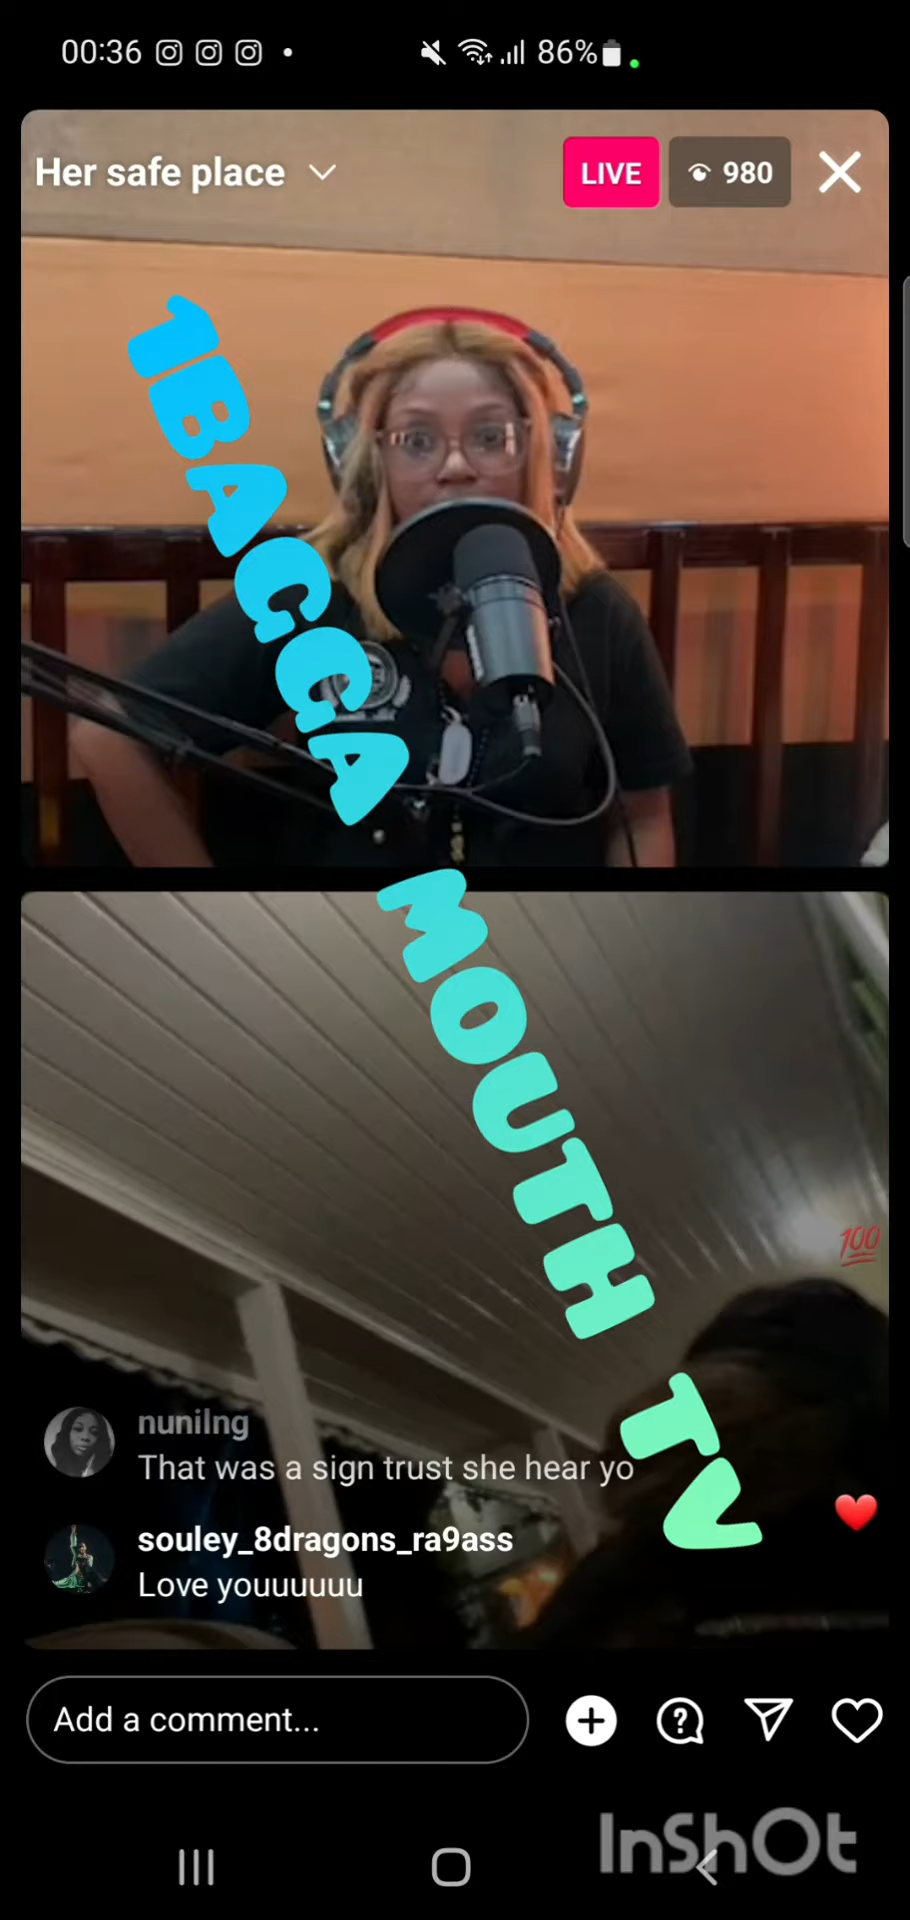 00:36
86%
Her safe place
LIVE
980
1BAGGA MOUTH TV
100
nunilng
That was a sign trust she hear yo
souley_8dragons_ra9ass
Love youuuuuu
Add a comment...
InShOt